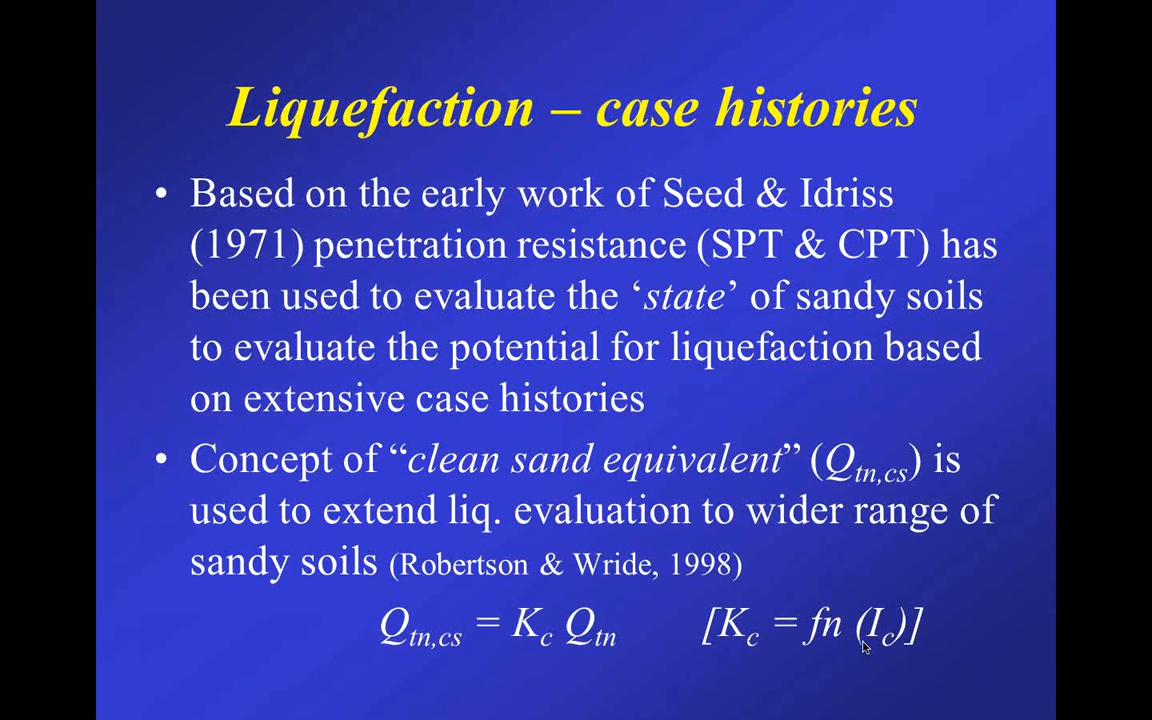 Liquefaction – case histories
• Based on the early work of Seed & Idriss
(1971) penetration resistance (SPT & CPT) has
been used to evaluate the ‘state’ of sandy soils
to evaluate the potential for liquefaction based
on extensive case histories
• Concept of “clean sand equivalent” (Qtn,cs) is
used to extend liq. evaluation to wider range of
sandy soils (Robertson & Wride, 1998)
Qtn,cs = Kc Qtn [Kc = fn (Ic)]